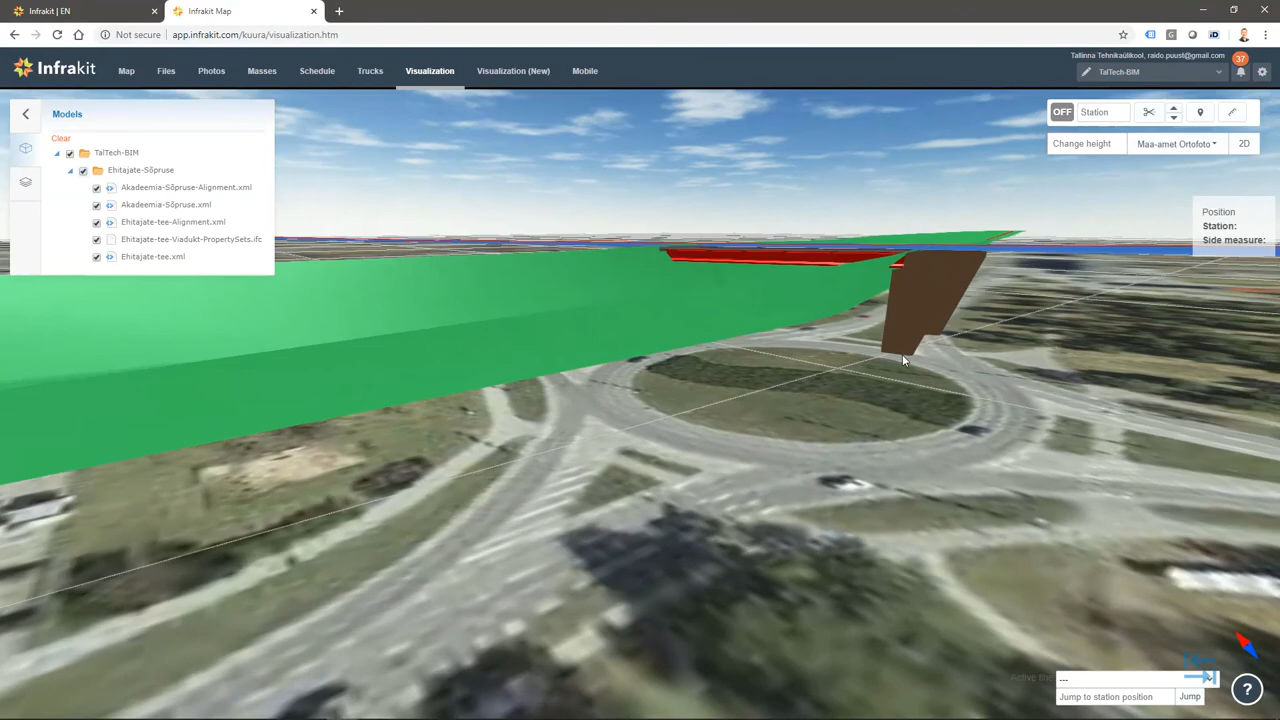 Infrakit | EN
Infrakit Map
Not secure
app.infrakit.com/kuura/visualization.htm
Infrakit
Map
Files
Photos
Masses
Schedule
Trucks
Visualization
Visualization (New)
Mobile
Tallinna Tehnikaülikool, raido.puust@gmail.com
TalTech-BIM
37
Models
Clear
TalTech-BIM
Ehitajate-Sõpruse
Akadeemia-Sõpruse-Alignment.xml
Akadeemia-Sõpruse.xml
Ehitajate-tee-Alignment.xml
Ehitajate-tee-Viadukt-PropertySets.ifc
Ehitajate-tee.xml
OFF
Station
Change height
Maa-amet Ortofoto
2D
Position
Station:
Side measure:
---
Jump to station position
Jump
?